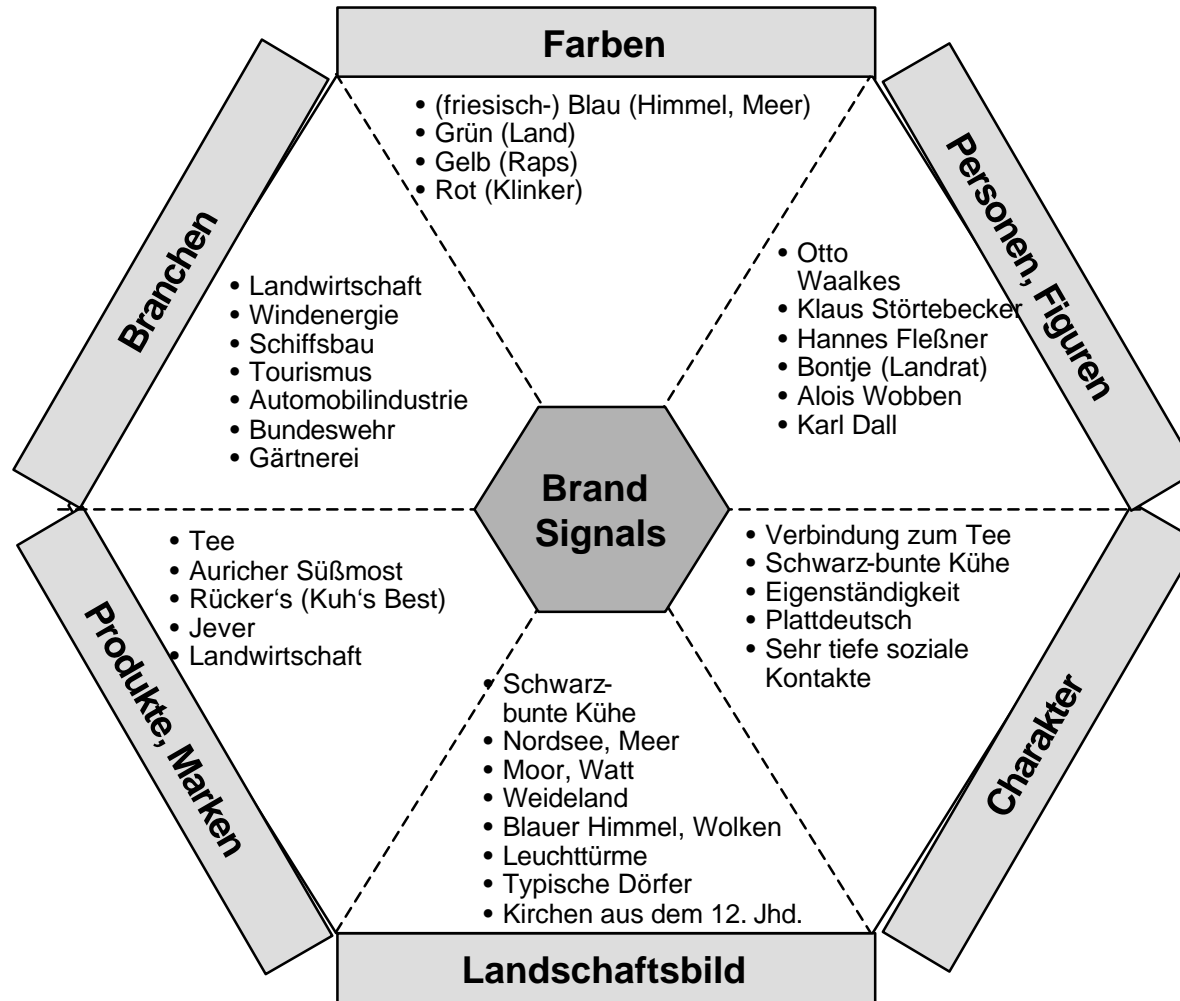 Farben
• (friesisch-) Blau (Himmel, Meer)
• Grün (Land)
• Gelb (Raps)
• Rot (Klinker)
Personen, Figuren
• Otto
Waalkes
• Klaus Störtebecker
• Hannes Fleßner
• Bontje (Landrat)
• Alois Wobben
• Karl Dall
Branchen
• Landwirtschaft
• Windenergie
• Schiffsbau
• Tourismus
• Automobilindustrie
• Bundeswehr
• Gärtnerei
Brand
Signals
Produkte, Marken
• Tee
• Auricher Süßmost
• Rücker‘s (Kuh‘s Best)
• Jever
• Landwirtschaft
Charakter
• Verbindung zum Tee
• Schwarz-bunte Kühe
• Eigenständigkeit
• Plattdeutsch
• Sehr tiefe soziale
Kontakte
• Schwarz-
bunte Kühe
• Nordsee, Meer
• Moor, Watt
• Weideland
• Blauer Himmel, Wolken
• Leuchttürme
• Typische Dörfer
• Kirchen aus dem 12. Jhd.
Landschaftsbild